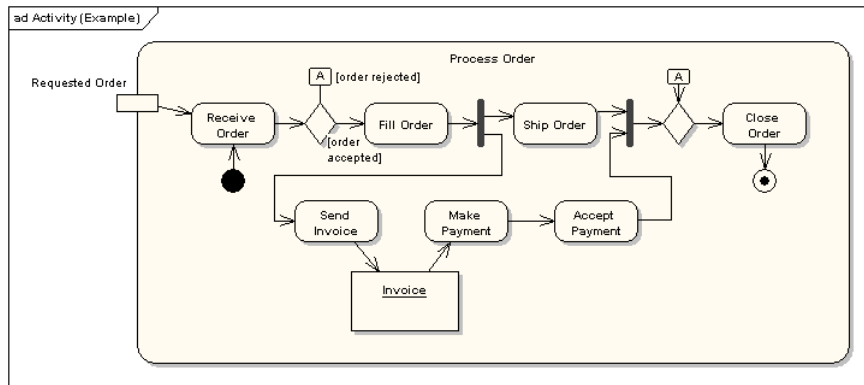 ad Activity (Example)
Process Order
Requested Order
A
[order rejected]
A
Receive
Order
Fill Order
Ship Order
Close
Order
[order
accepted]
Send
Invoice
Make
Payment
Accept
Payment
Invoice